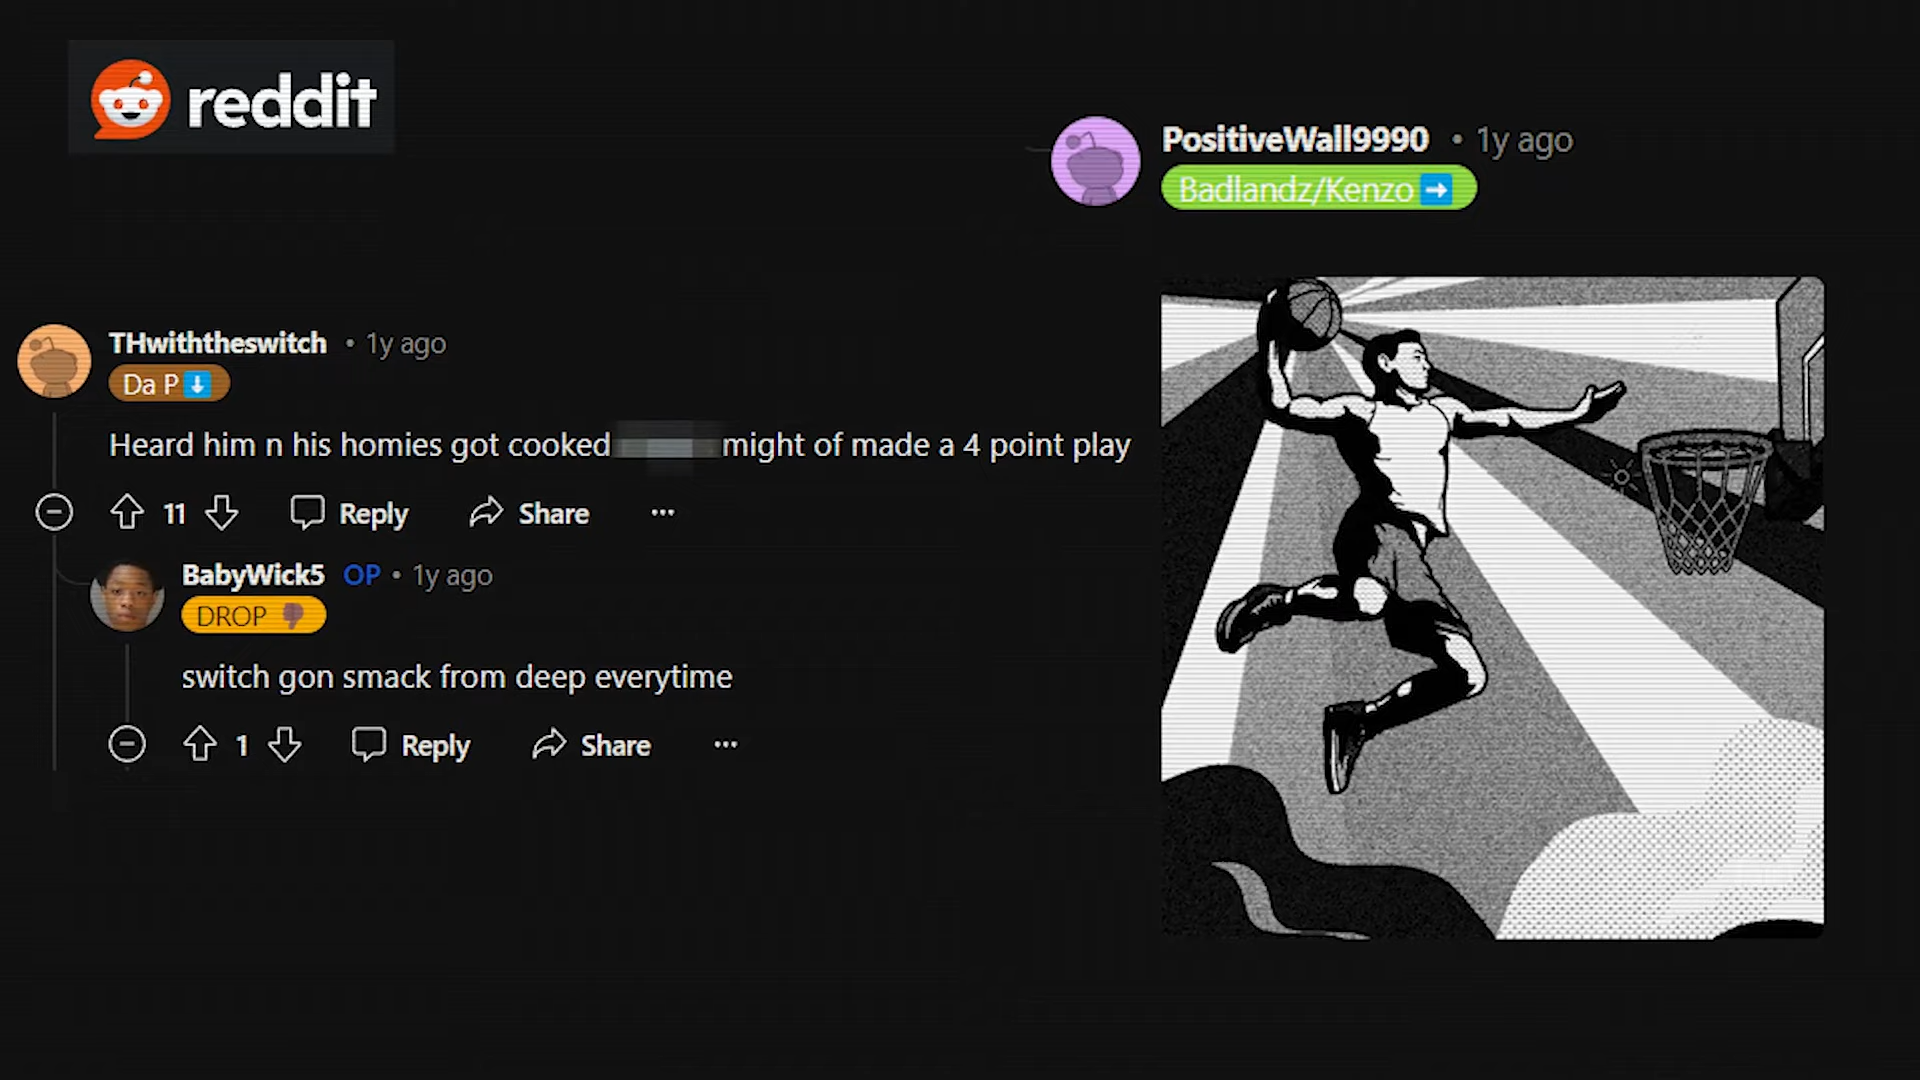 reddit
PositiveWall9990 • 1y ago
Badlandz/Kenzo
THwiththeswitch • 1y ago
Da P
Heard him n his homies got cooked might of made a 4 point play
11 Reply Share ...
BabyWick5 OP • 1y ago
DROP
switch gon smack from deep everytime
1 Reply Share ...